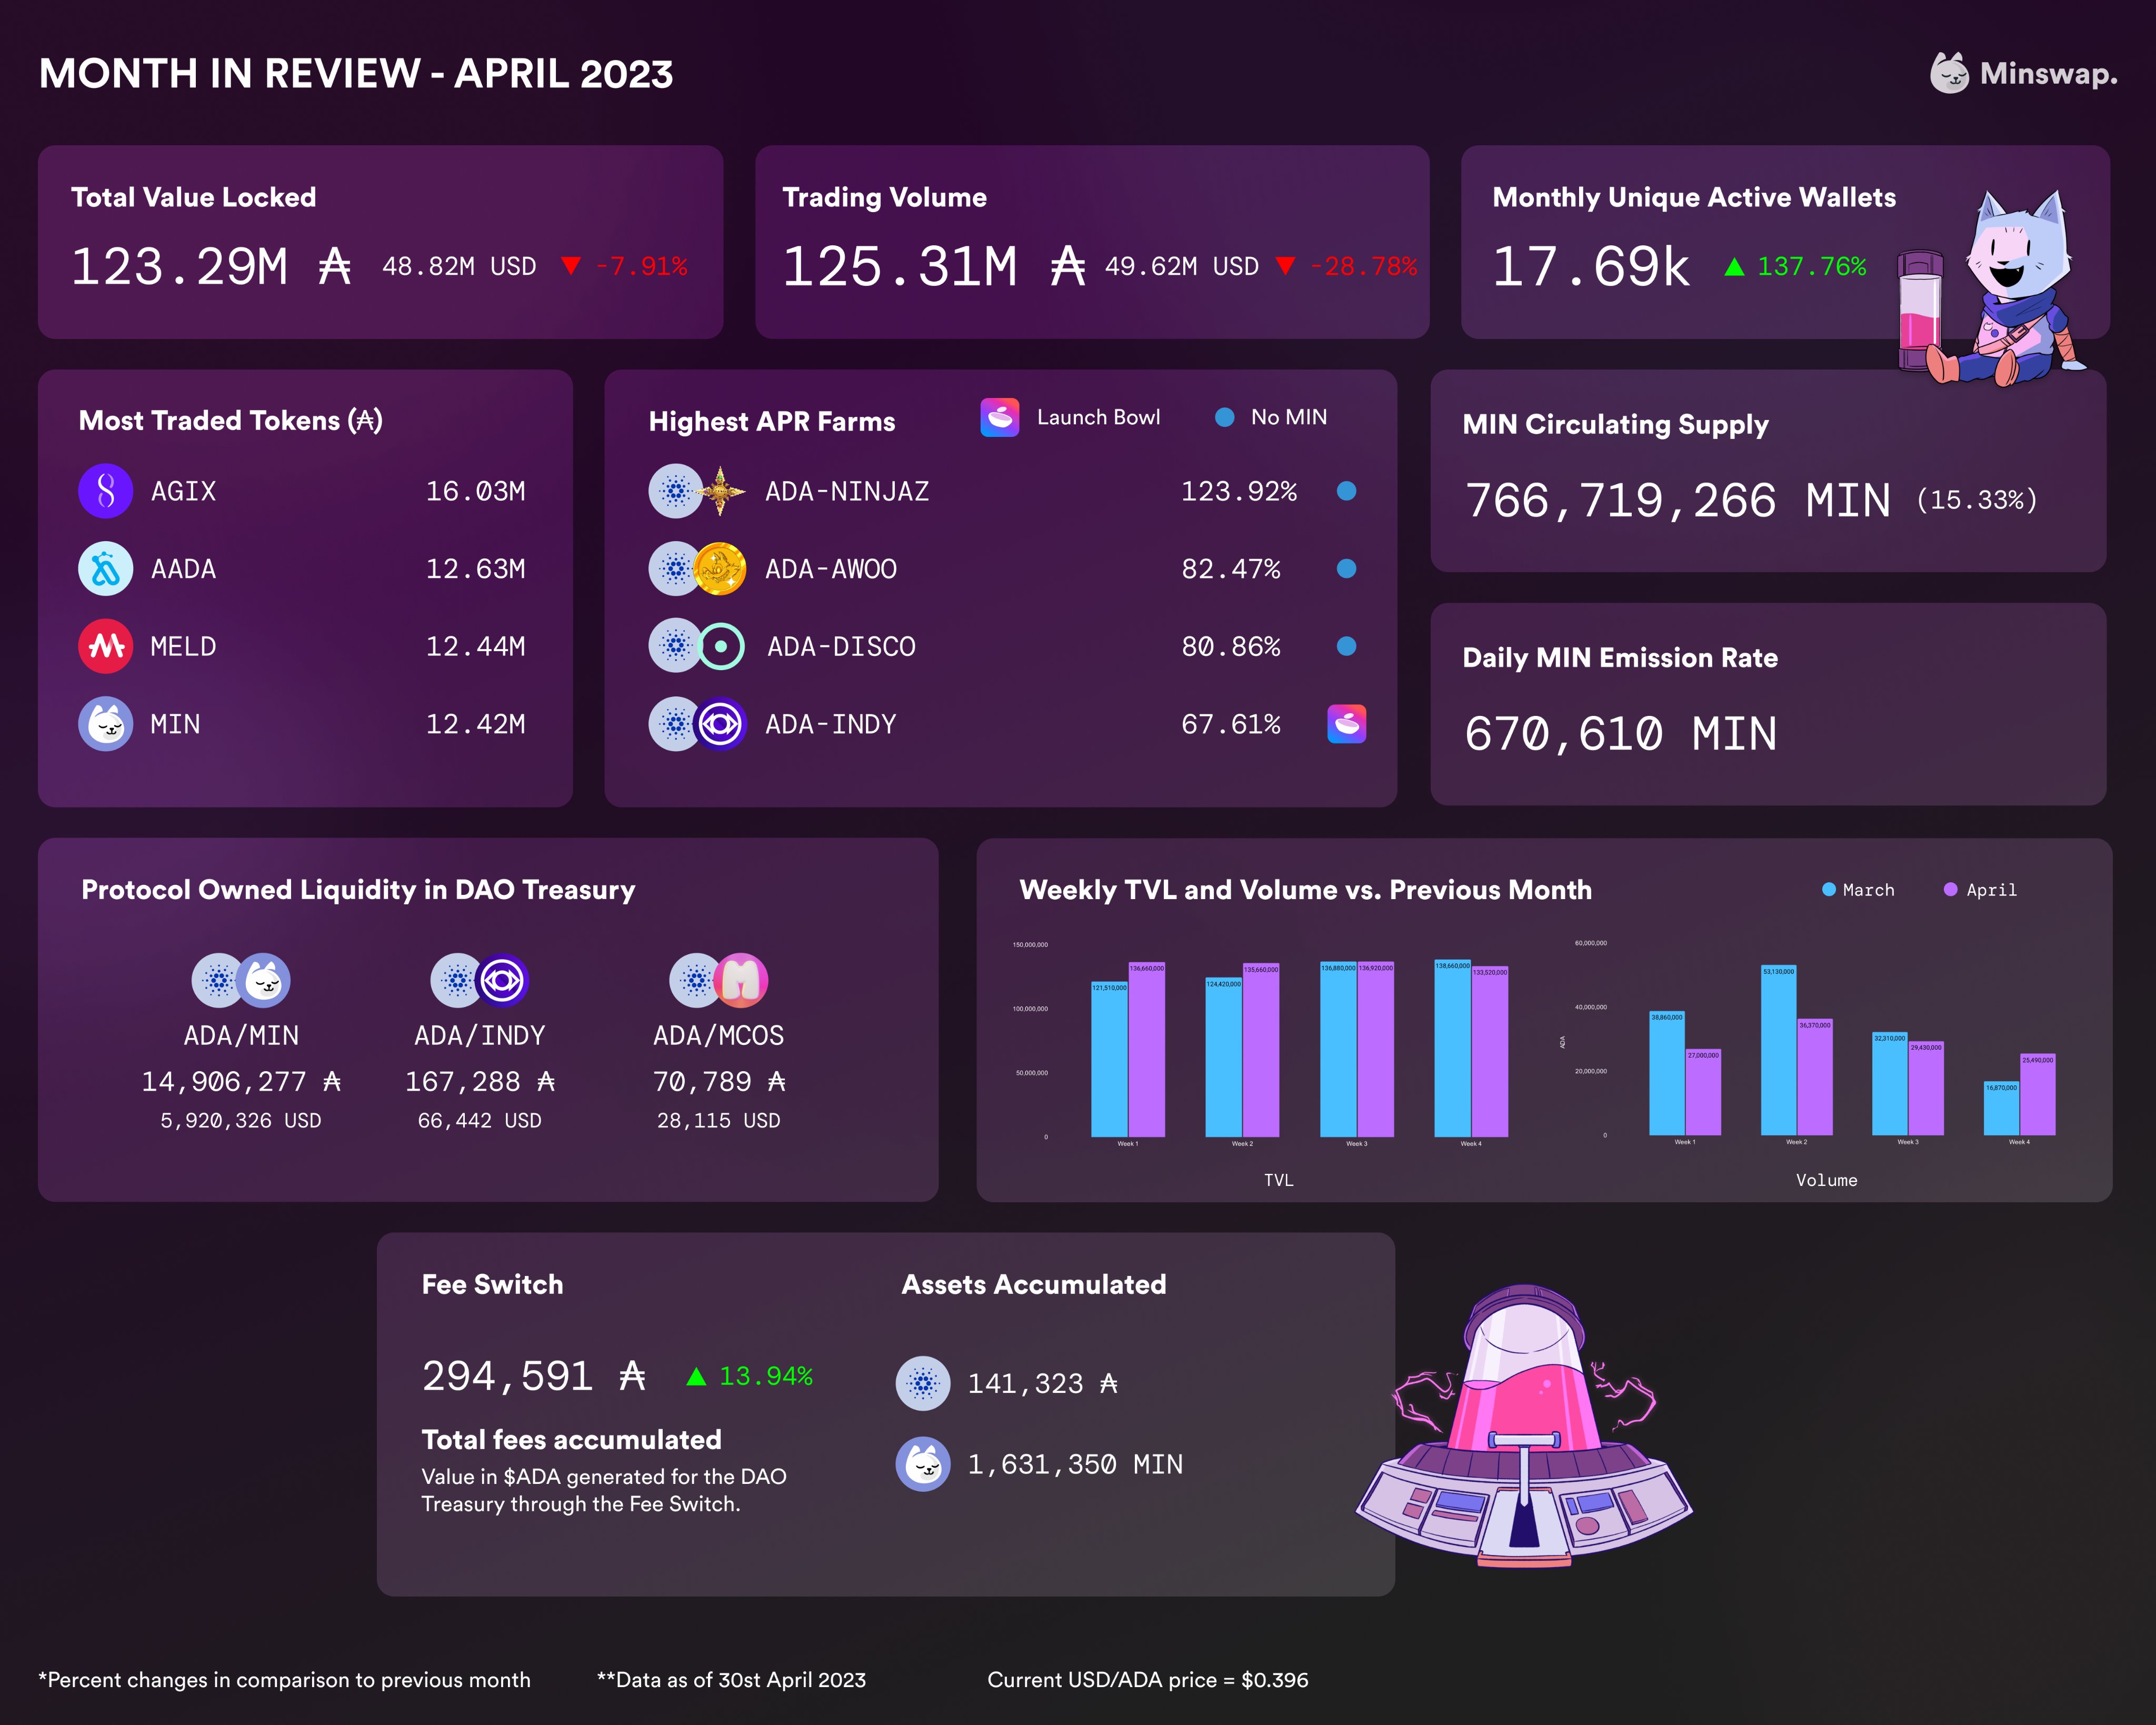 MONTH IN REVIEW - APRIL 2023
Minswap.
Total Value Locked
123.29M ₳ 48.82M USD ▼ -7.91%
Trading Volume
125.31M ₳ 49.62M USD ▼ -28.78%
Monthly Unique Active Wallets
17.69k ▲ 137.76%
Most Traded Tokens (₳)
AGIX 16.03M
AADA 12.63M
MELD 12.44M
MIN 12.42M
Highest APR Farms
Launch Bowl
No MIN
ADA-NINJAZ 123.92%
ADA-AWOO 82.47%
ADA-DISCO 80.86%
ADA-INDY 67.61%
MIN Circulating Supply
766,719,266 MIN (15.33%)
Daily MIN Emission Rate
670,610 MIN
Protocol Owned Liquidity in DAO Treasury
ADA/MIN
14,906,277 ₳
5,920,326 USD
ADA/INDY
167,288 ₳
66,442 USD
ADA/MCOS
70,789 ₳
28,115 USD
Weekly TVL and Volume vs. Previous Month
March
April
150,000,000
100,000,000
50,000,000
0
121,510,000
136,660,000
124,420,000
135,660,000
136,880,000
136,920,000
138,660,000
133,520,000
Week 1
Week 2
Week 3
Week 4
TVL
60,000,000
40,000,000
20,000,000
0
ADA
38,860,000
27,000,000
53,130,000
36,370,000
32,310,000
29,430,000
16,870,000
25,490,000
Week 1
Week 2
Week 3
Week 4
Volume
Fee Switch
294,591 ₳ ▲ 13.94%
Total fees accumulated
Value in $ADA generated for the DAO
Treasury through the Fee Switch.
Assets Accumulated
141,323 ₳
1,631,350 MIN
*Percent changes in comparison to previous month
**Data as of 30st April 2023
Current USD/ADA price = $0.396